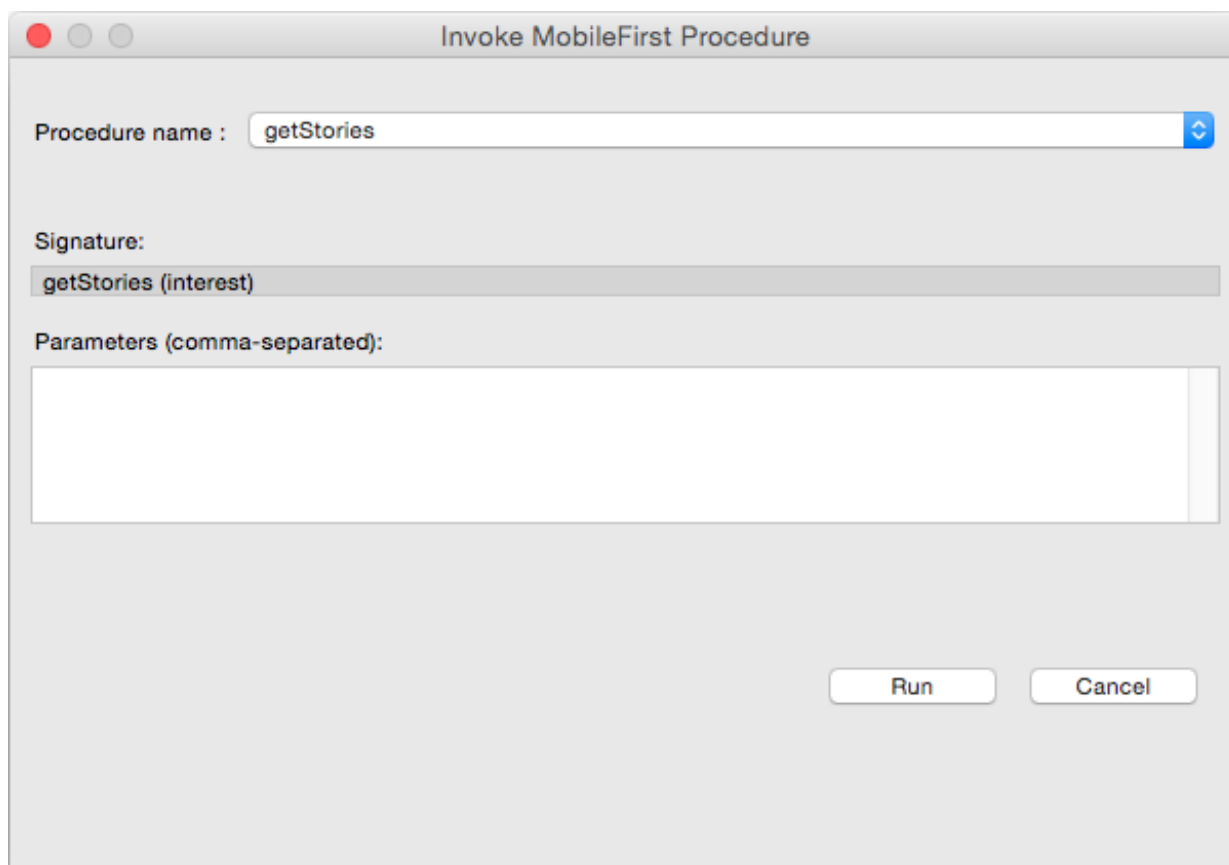 Invoke MobileFirst Procedure
Procedure name : getStories
Signature:
getStories (interest)
Parameters (comma-separated):
Run Cancel